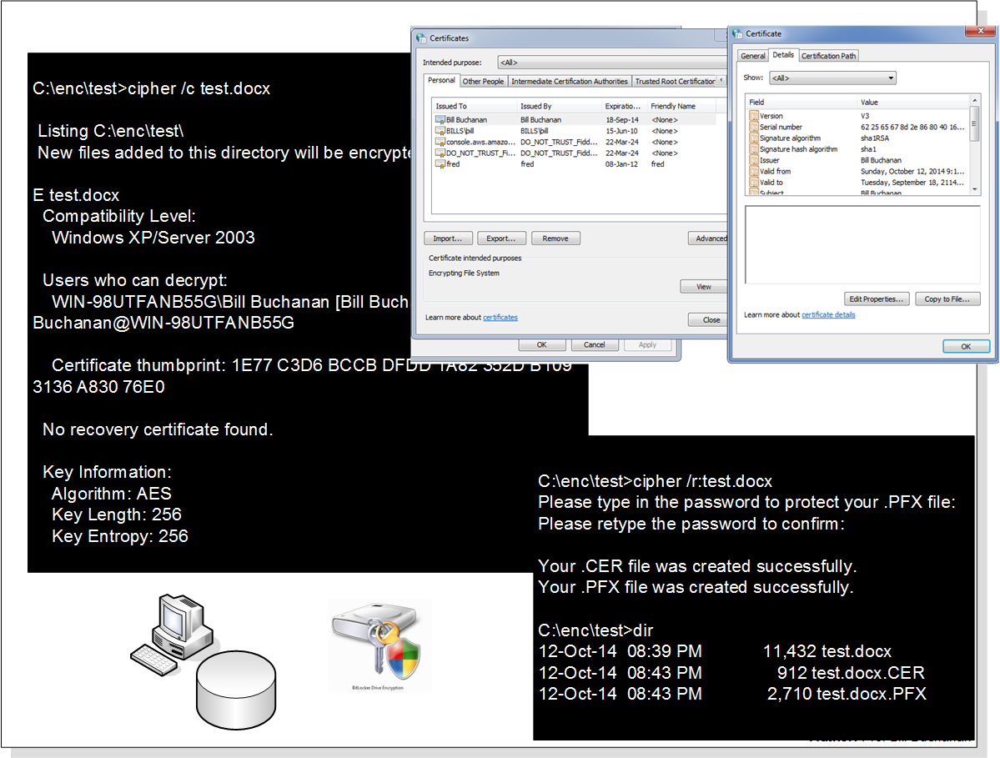 C:\enc\test>cipher /c test.docx
Listing C:\enc\test\
New files added to this directory will be encrypte
E test.docx
Compatibility Level:
Windows XP/Server 2003
Users who can decrypt:
WIN-98UTFANB55G\Bill Buchanan [Bill Buch
Buchanan@WIN-98UTFANB55G
Certificate thumbprint: 1E77 C3D6 BCCB DFDD 1A82 352D B109
3136 A830 76E0
No recovery certificate found.
Key Information:
Algorithm: AES
Key Length: 256
Key Entropy: 256
Certificates
Intended purpose: <All>
Personal Other People Intermediate Certification Authorities Trusted Root Certification
Issued To Issued By Expiratio... Friendly Name
Bill Buchanan Bill Buchanan 18-Sep-14 <None>
BILLS\bill BILLS\bill 15-Jun-10 <None>
console.aws.amazo... DO_NOT_TRUST_Fidd... 22-Mar-24 <None>
DO_NOT_TRUST_Fi... DO_NOT_TRUST_Fidd... 22-Mar-24 <None>
fred fred 08-Jan-12 fred
Import... Export... Remove Advanced
Certificate intended purposes
Encrypting File System
View
Learn more about certificates
Close
OK Cancel Apply
Certificate
General Details Certification Path
Show: <All>
Field Value
Version V3
Serial number 62 25 65 67 8d 2e 86 80 40 16...
Signature algorithm sha1RSA
Signature hash algorithm sha1
Issuer Bill Buchanan
Valid from Sunday, October 12, 2014 9:1...
Valid to Tuesday, September 18, 2114...
Subject Bill Buchanan
Edit Properties... Copy to File...
Learn more about certificate details
OK
C:\enc\test>cipher /r:test.docx
Please type in the password to protect your .PFX file:
Please retype the password to confirm:
Your .CER file was created successfully.
Your .PFX file was created successfully.
C:\enc\test>dir
12-Oct-14 08:39 PM 11,432 test.docx
12-Oct-14 08:43 PM 912 test.docx.CER
12-Oct-14 08:43 PM 2,710 test.docx.PFX
BitLocker Drive Encryption